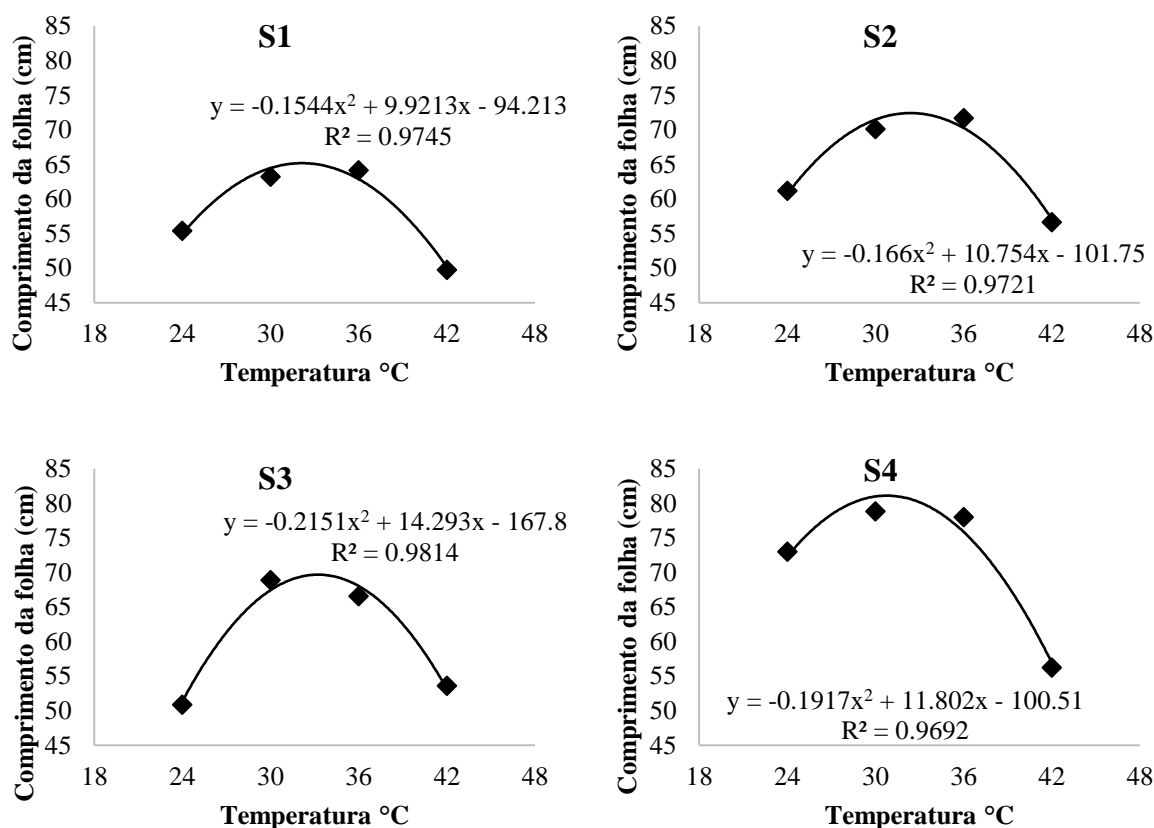 S1
Comprimento da folha (cm)
85
80
75
70
65
60
55
50
45
y = -0.1544x² + 9.9213x - 94.213
R² = 0.9745
18 24 30 36 42 48
Temperatura °C
S2
Comprimento da folha (cm)
85
80
75
70
65
60
55
50
45
y = -0.166x² + 10.754x - 101.75
R² = 0.9721
18 24 30 36 42 48
Temperatura °C
S3
Comprimento da folha (cm)
85
80
75
70
65
60
55
50
45
y = -0.2151x² + 14.293x - 167.8
R² = 0.9814
18 24 30 36 42 48
Temperatura °C
S4
Comprimento da folha (cm)
85
80
75
70
65
60
55
50
45
y = -0.1917x² + 11.802x - 100.51
R² = 0.9692
18 24 30 36 42 48
Temperatura °C